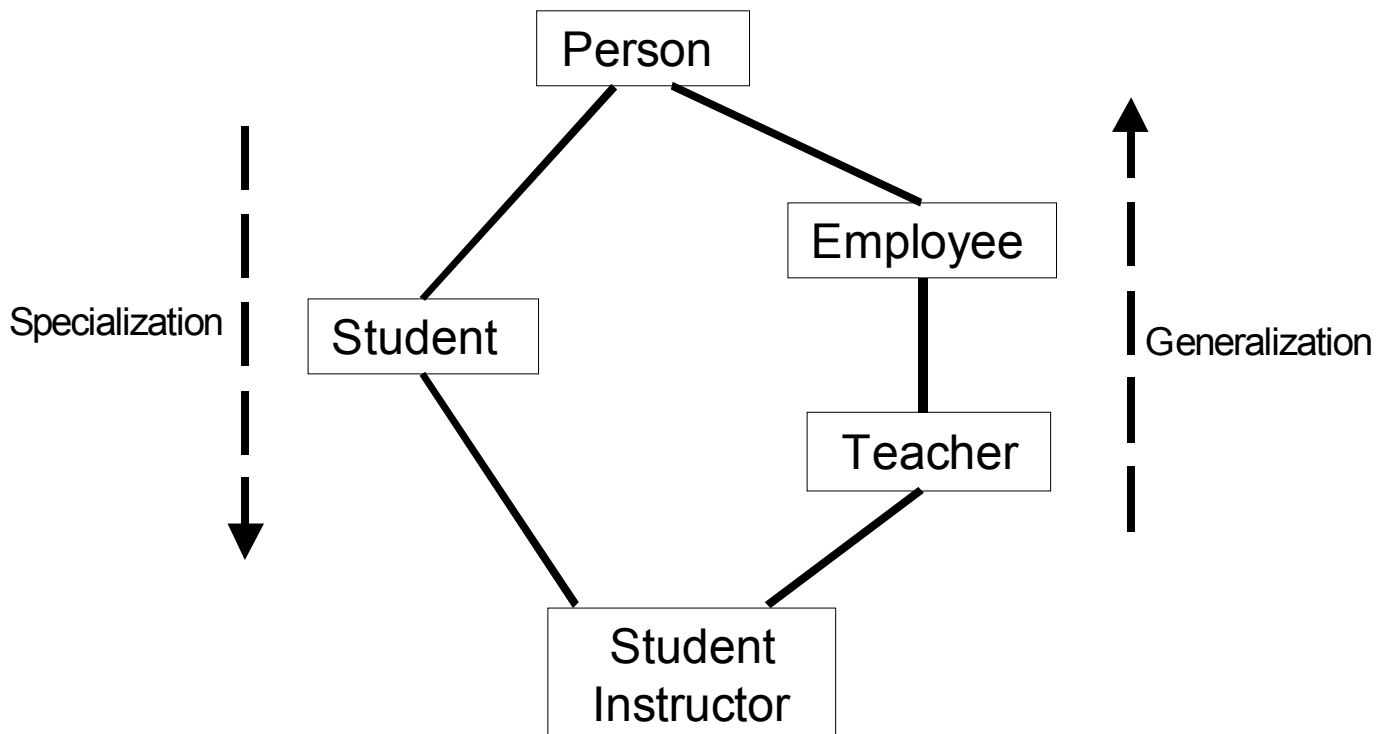 Person
Employee
Specialization
Student
Generalization
Teacher
Student
Instructor